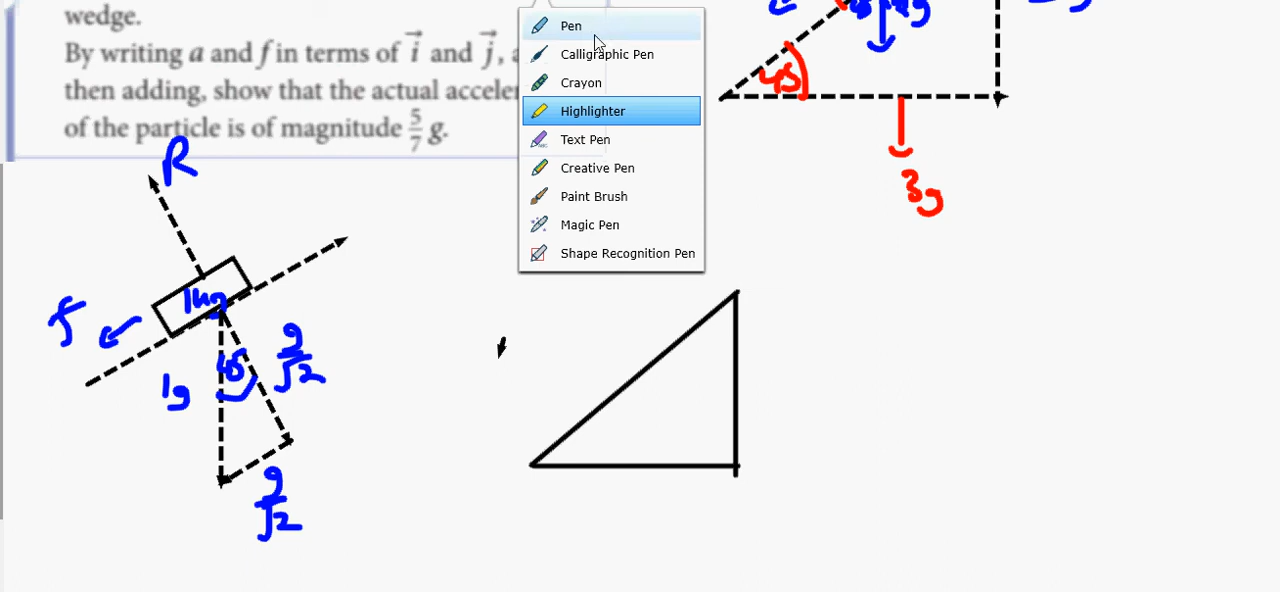 wedge.
By writing a and f in terms of i⃗ and j⃗,
then adding, show that the actual
of the particle is of magnitude 5/7 g.
Pen
Calligraphic Pen
Crayon
Highlighter
Text Pen
Creative Pen
Paint Brush
Magic Pen
Shape Recognition Pen
45
3g
R
1kg
f
45
g/√2
1g
g/√2